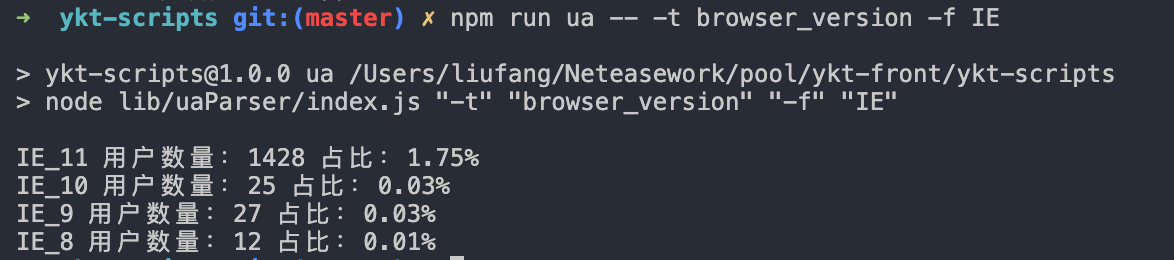 ➜ ykt-scripts git:(master) ✗ npm run ua -- -t browser_version -f IE
> ykt-scripts@1.0.0 ua /Users/liufang/Neteasework/pool/ykt-front/ykt-scripts
> node lib/uaParser/index.js "-t" "browser_version" "-f" "IE"
IE_11 用户数量: 1428 占比: 1.75%
IE_10 用户数量: 25 占比: 0.03%
IE_9 用户数量: 27 占比: 0.03%
IE_8 用户数量: 12 占比: 0.01%